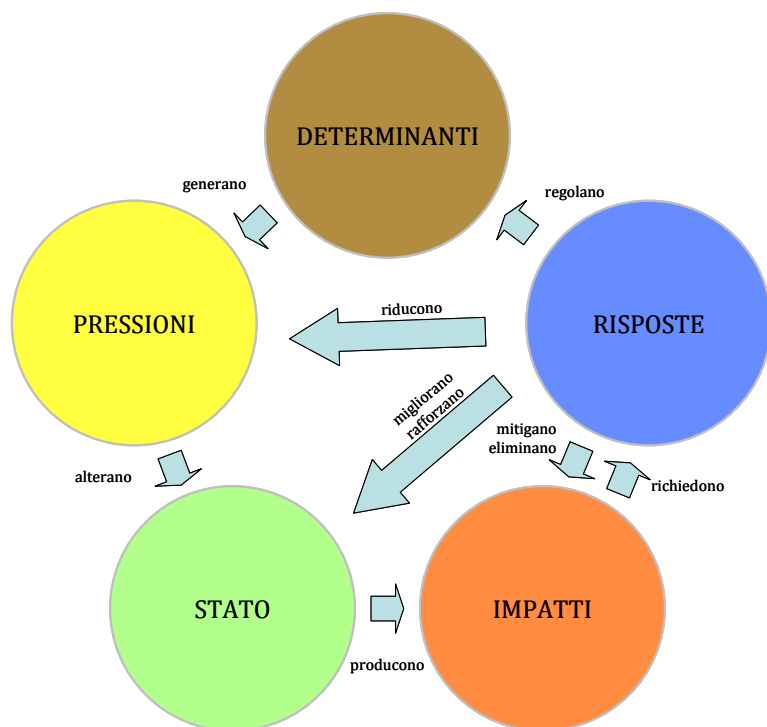 DETERMINANTI
generano
regolano
PRESSIONI
riducono
RISPOSTE
migliorano
rafforzano
mitigano
eliminano
alterano
richiedono
STATO
IMPATTI
producono